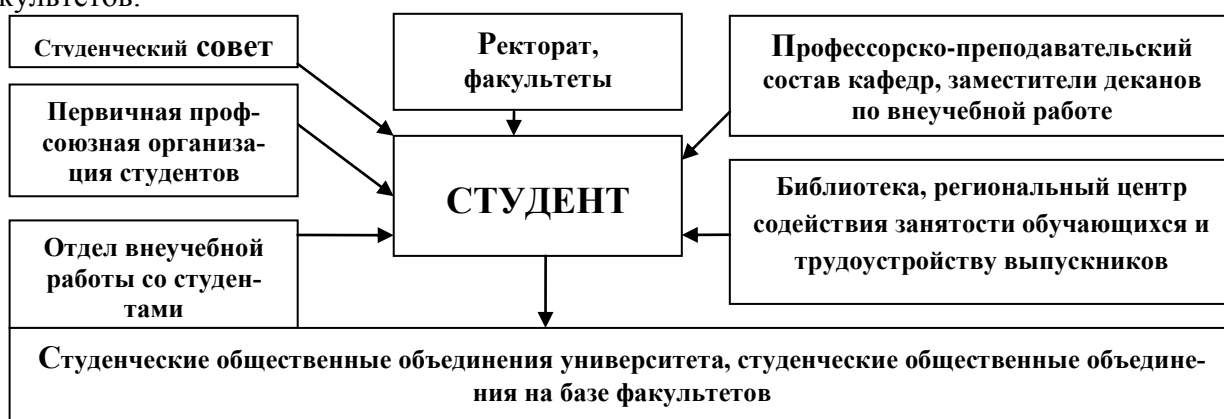 культетов.
Студенческий совет
Первичная проф-
союзная организа-
ция студентов
Отдел внеучебной
работы со студен-
тами
Ректорат,
факультеты
СТУДЕНТ
Профессорско-преподавательский
состав кафедр, заместители деканов
по внеучебной работе
Библиотека, региональный центр
содействия занятости обучающихся и
трудоустройству выпускников
Студенческие общественные объединения университета, студенческие общественные объедине-
ния на базе факультетов